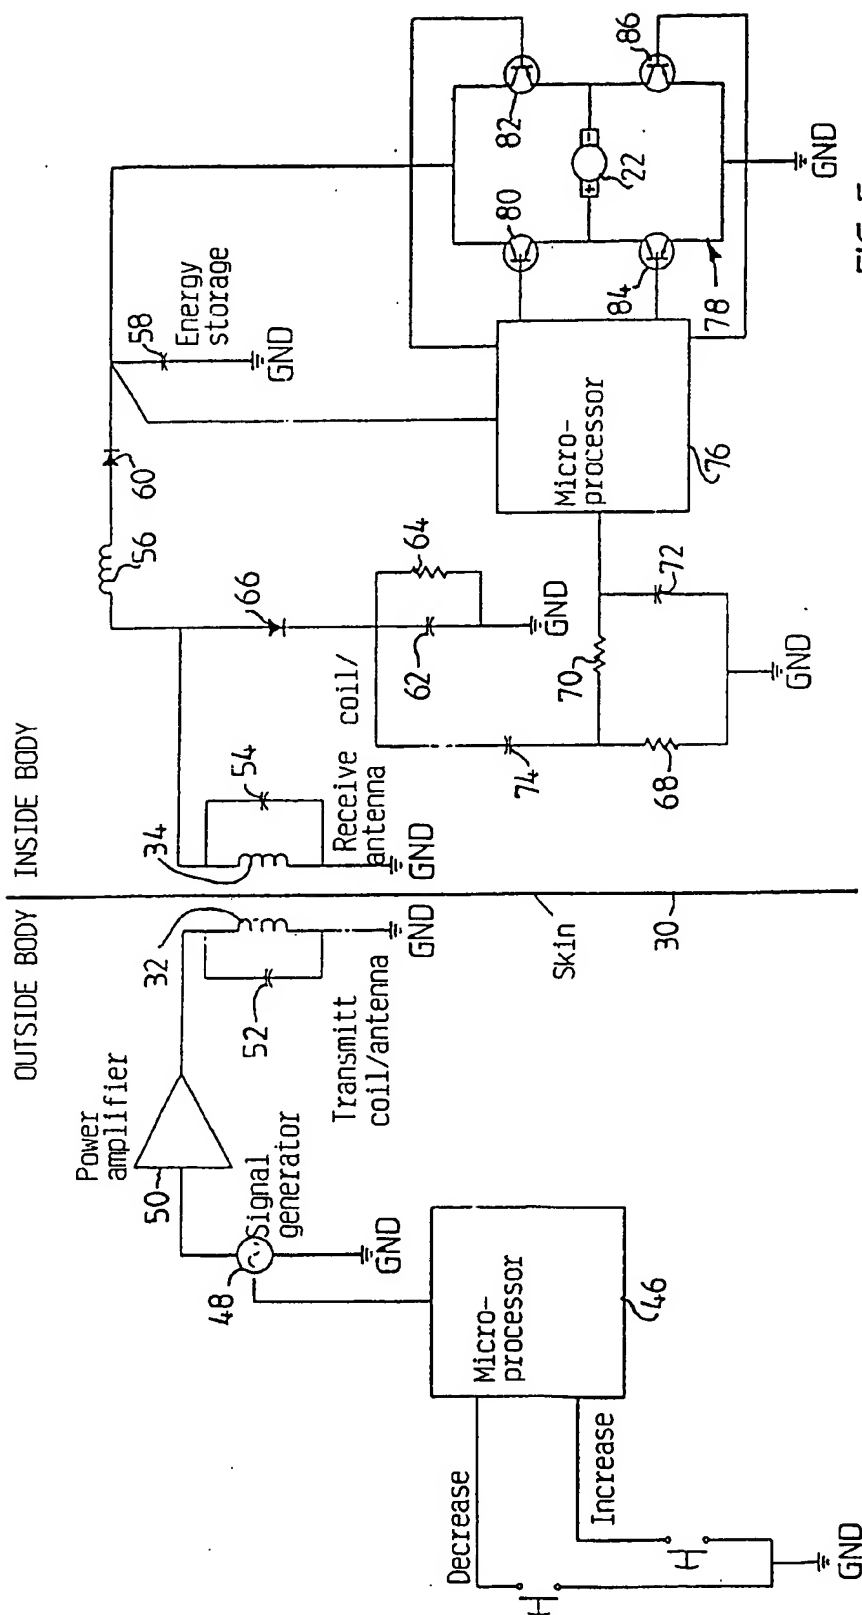 OUTSIDE BODY
INSIDE BODY
Power
amplifier
50
Signal
generator
48
GND
32
52
Transmitt
coil/antenna
GND
34
54
Receive coil/
antenna
GND
Skin
30
Decrease
Increase
GND
Micro-
processor
46
56
60
58
Energy
storage
GND
66
64
62
GND
74
70
72
68
GND
Micro-
processor
76
80
82
84
86
22
78
GND